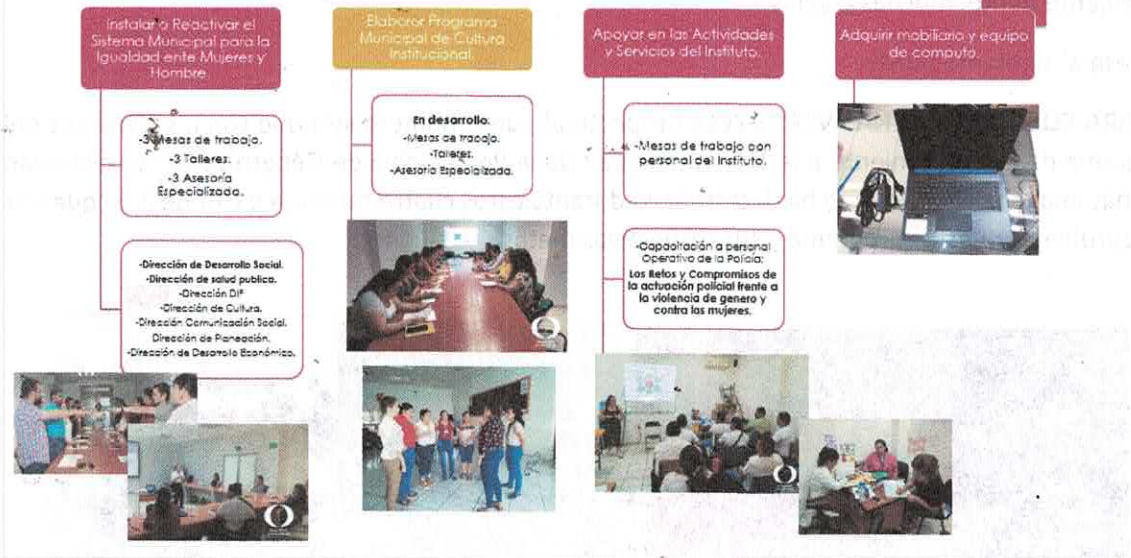 Instalar o Reactivar el
Sistema Municipal para la
Igualdad ente Mujeres y
Hombre
-3 Mesas de trabajo.
-3 Talleres.
-3 Asesoría
Especializada.
-Dirección de Desarrollo Social.
-Dirección de salud publica.
-Dirección DIF
-Dirección de Cultura.
-Dirección Comunicación Social.
Dirección de Planeación.
-Dirección de Desarrollo Económico.
Elaborar Programa
Municipal de Cultura
Institucional.
En desarrollo.
-Mesas de trabajo.
-Talleres.
-Asesoría Especializada.
Apoyar en las Actividades
y Servicios del Instituto.
-Mesas de trabajo con
personal del Instituto.
-Capacitación a personal
Operativo de la Policía:
Los Retos y Compromisos de
la actuación policial frente a
la violencia de genero y
contra las mujeres.
Adquirir mobiliario y equipo
de computo.